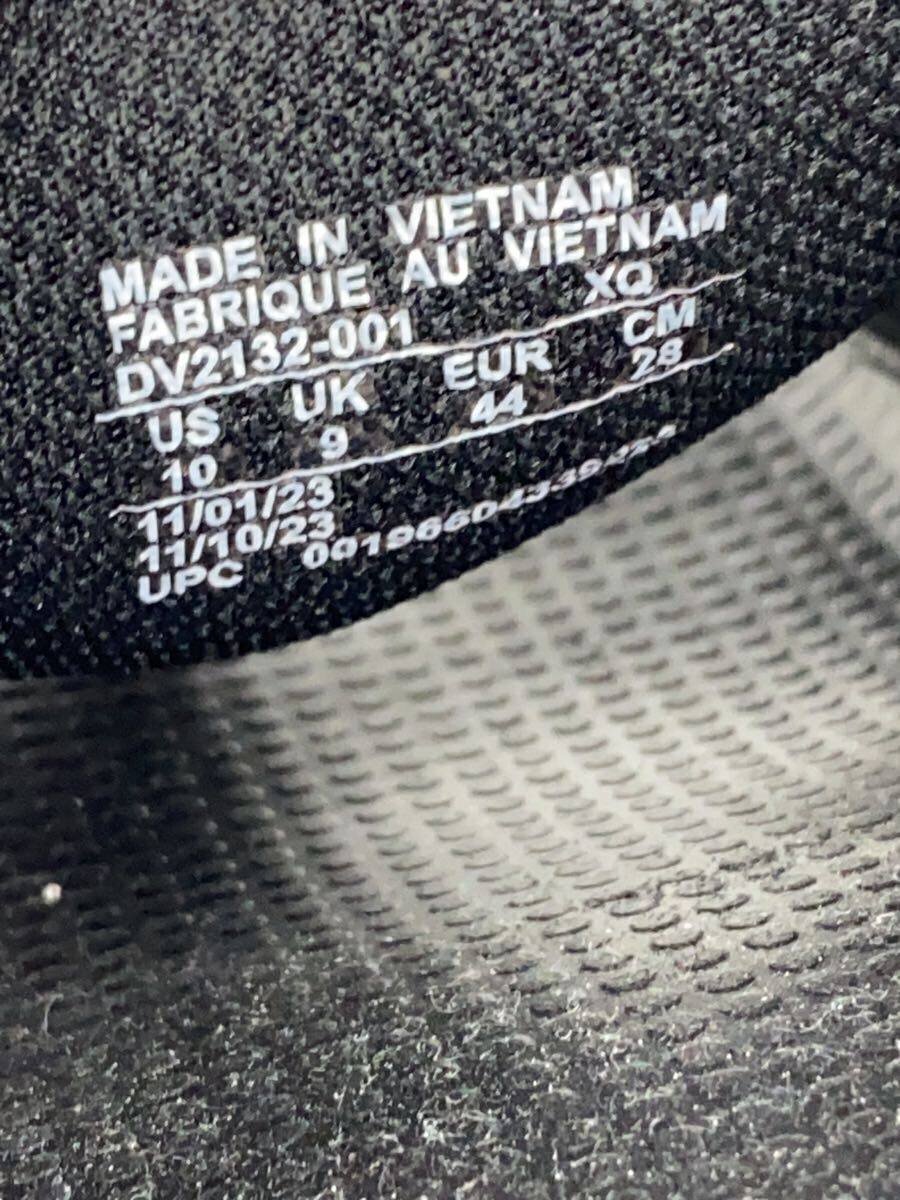 MADE IN VIETNAM
FABRIQUE AU VIETNAM
DV2132-001 XQ
US UK EUR CM
10 9 44 28
11/01/23
11/10/23
UPC